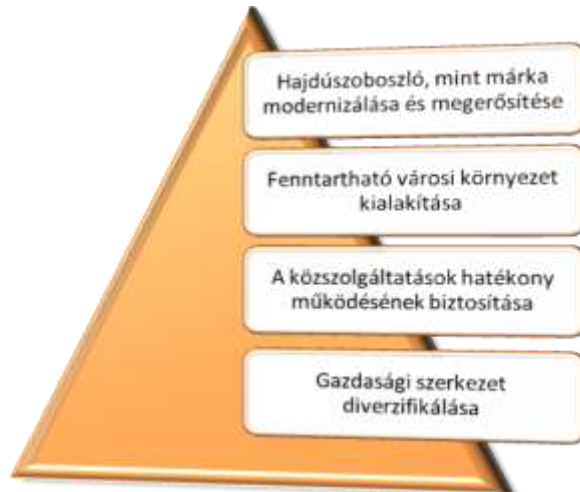 Hajdúszoboszló, mint márka
modernizálása és megerősítése
Fenntartható városi környezet
kialakítása
A közszolgáltatások hatékony
működésének biztosítása
Gazdasági szerkezet
diverzifikálása